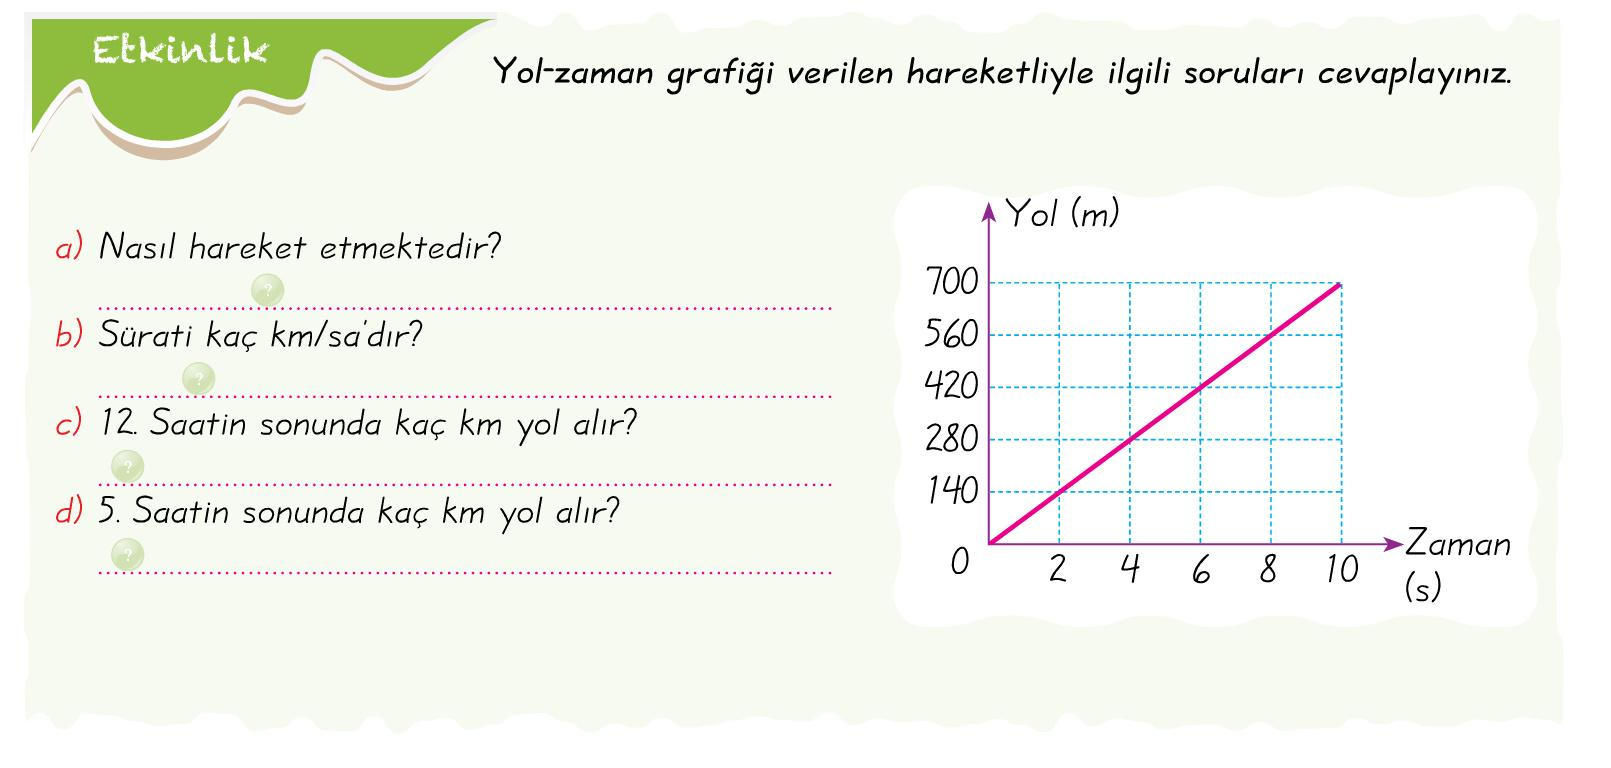 Etkinlik
Yol-zaman grafiği verilen hareketliyle ilgili soruları cevaplayınız.
a) Nasıl hareket etmektedir?
?
b) Sürati kaç km/sa'dır?
?
c) 12. Saatin sonunda kaç km yol alır?
?
d) 5. Saatin sonunda kaç km yol alır?
?
Yol (m)
700
560
420
280
140
0
2 4 6 8 10
Zaman
(s)